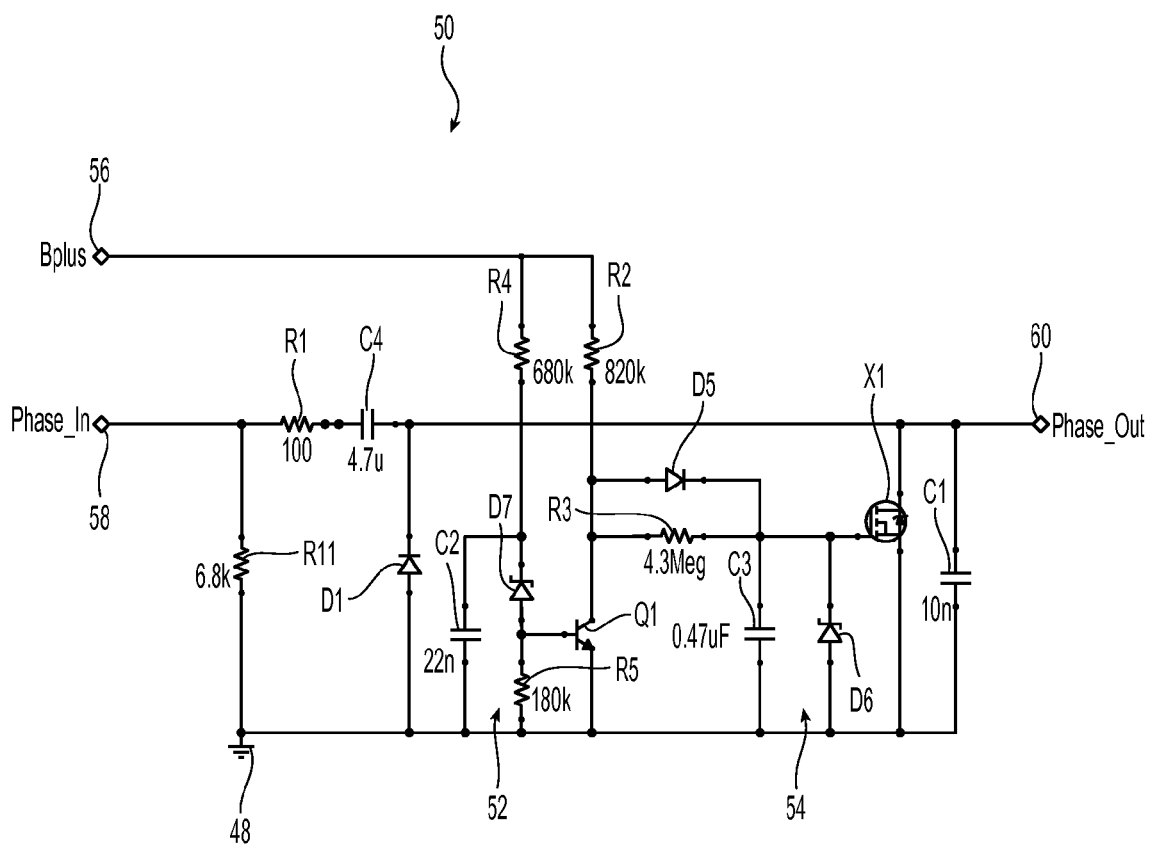 50
56
Bplus
R4
R2
680k
820k
R1
C4
60
X1
Phase_In
100
4.7u
D5
Phase_Out
58
D7
R3
C1
C2
4.3Meg
C3
R11
6.8k
D1
Q1
10n
0.47uF
22n
R5
180k
D6
52
54
48